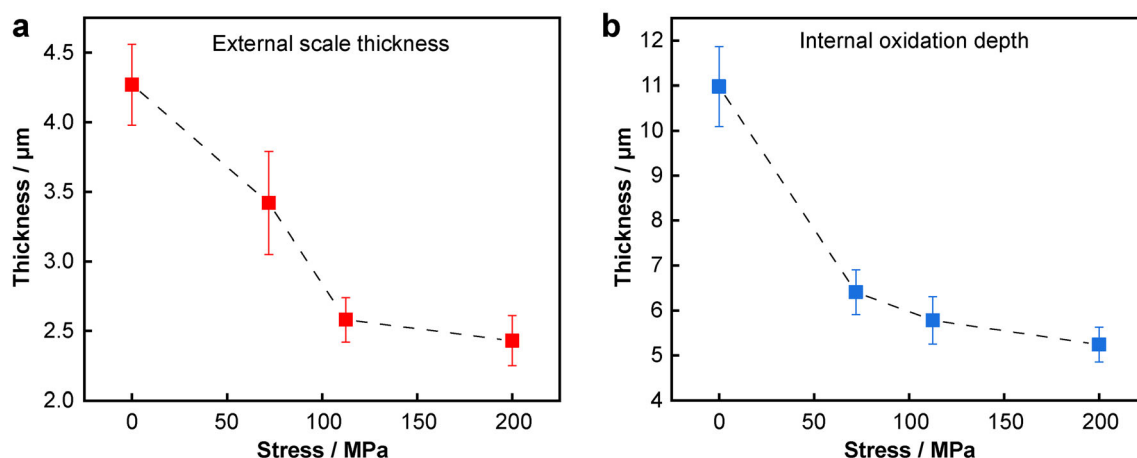 a
External scale thickness
4.5
4.0
3.5
3.0
2.5
2.0
Thickness / μm
0 50 100 150 200
Stress / MPa
b
Internal oxidation depth
12
11
10
9
8
7
6
5
4
Thickness / μm
0 50 100 150 200
Stress / MPa